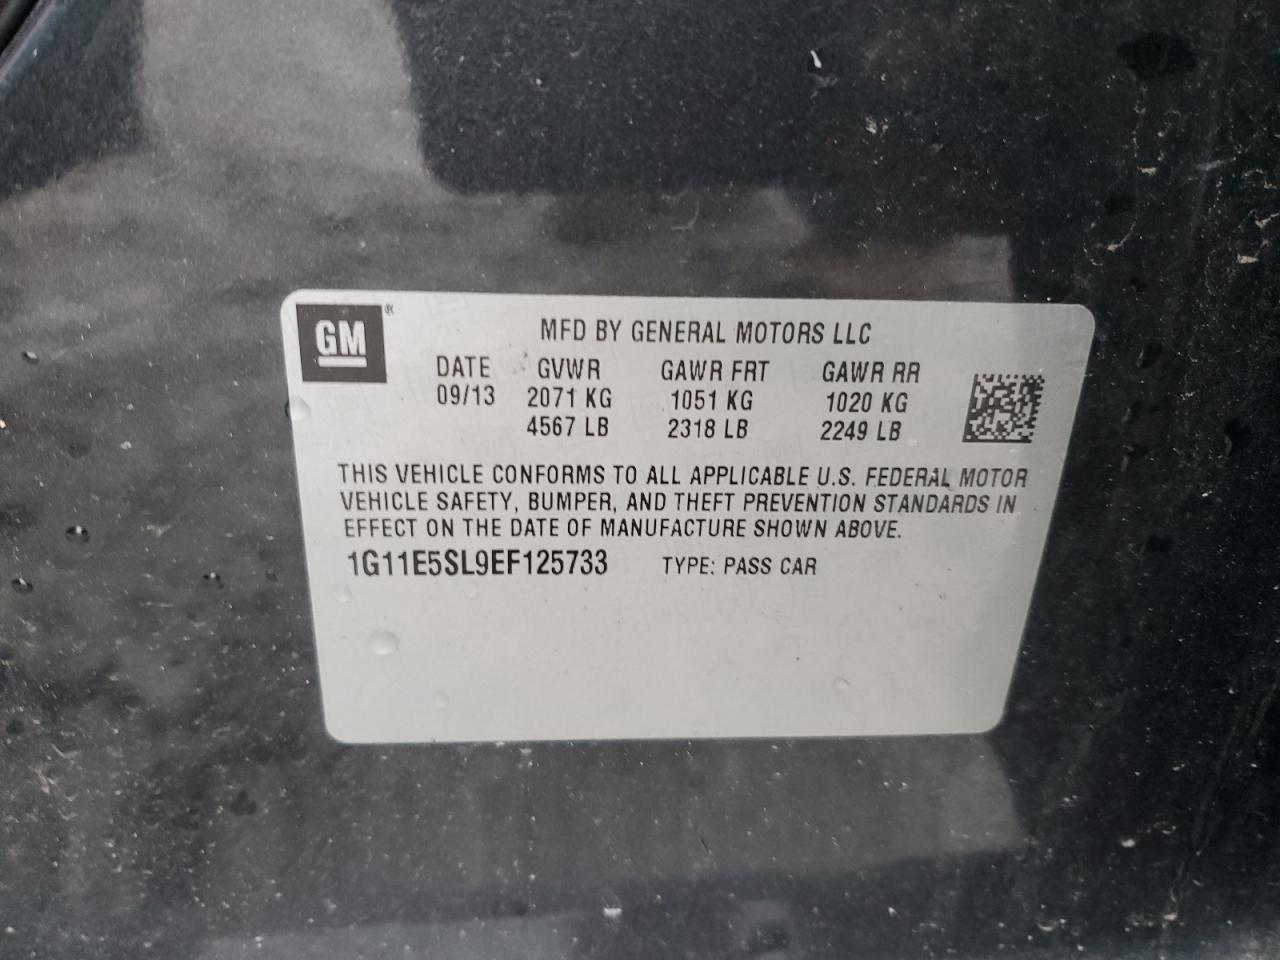 GM®
MFD BY GENERAL MOTORS LLC
DATE GVWR GAWR FRT GAWR RR
09/13 2071 KG 1051 KG 1020 KG
4567 LB 2318 LB 2249 LB
THIS VEHICLE CONFORMS TO ALL APPLICABLE U.S. FEDERAL MOTOR
VEHICLE SAFETY, BUMPER, AND THEFT PREVENTION STANDARDS IN
EFFECT ON THE DATE OF MANUFACTURE SHOWN ABOVE.
1G11E5SL9EF125733 TYPE: PASS CAR